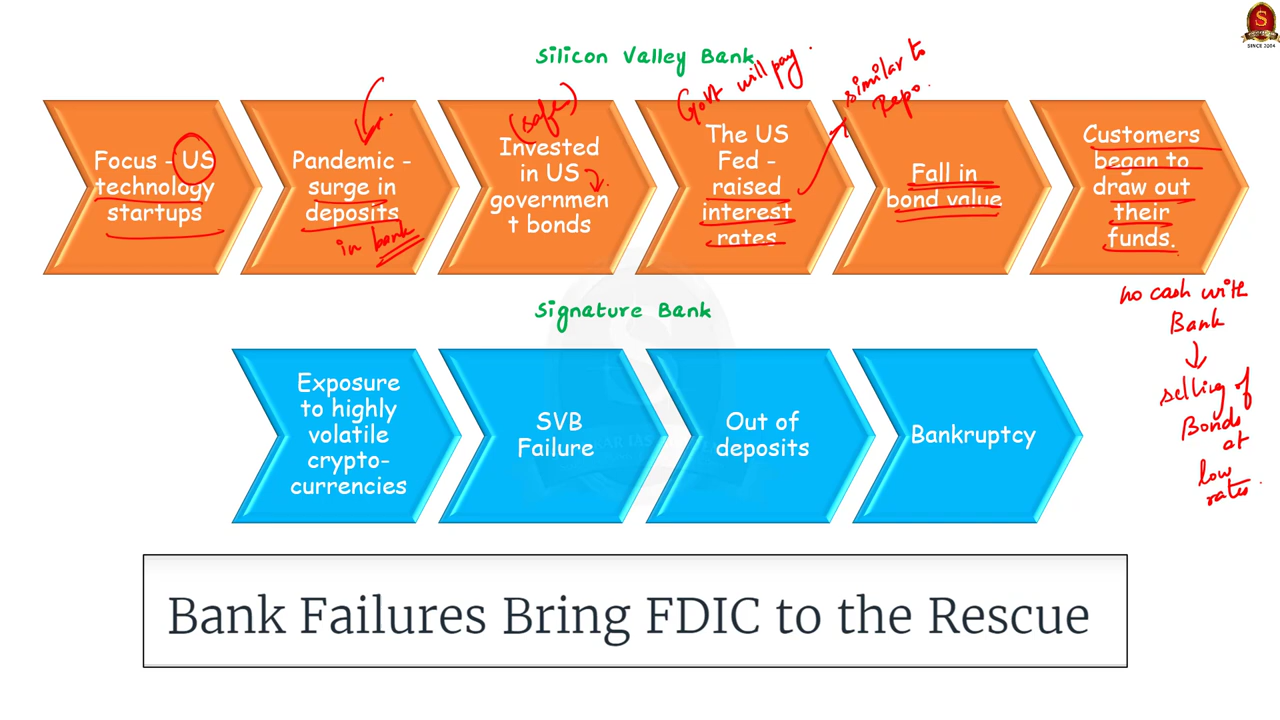 SINCE 2004
Silicon Valley Bank
Govt will pay.
similar to
Repo.
(safe)
Focus - US
technology
startups
Pandemic -
surge in
deposits
in bank
Invested
in US
governmen
t bonds
The US
Fed -
raised
interest
rates
Fall in
bond value
Customers
began to
draw out
their
funds.
no cash with
Bank
selling of
Bonds
at
low
rates.
Signature Bank
Exposure
to highly
volatile
crypto-
currencies
SVB
Failure
Out of
deposits
Bankruptcy
Bank Failures Bring FDIC to the Rescue